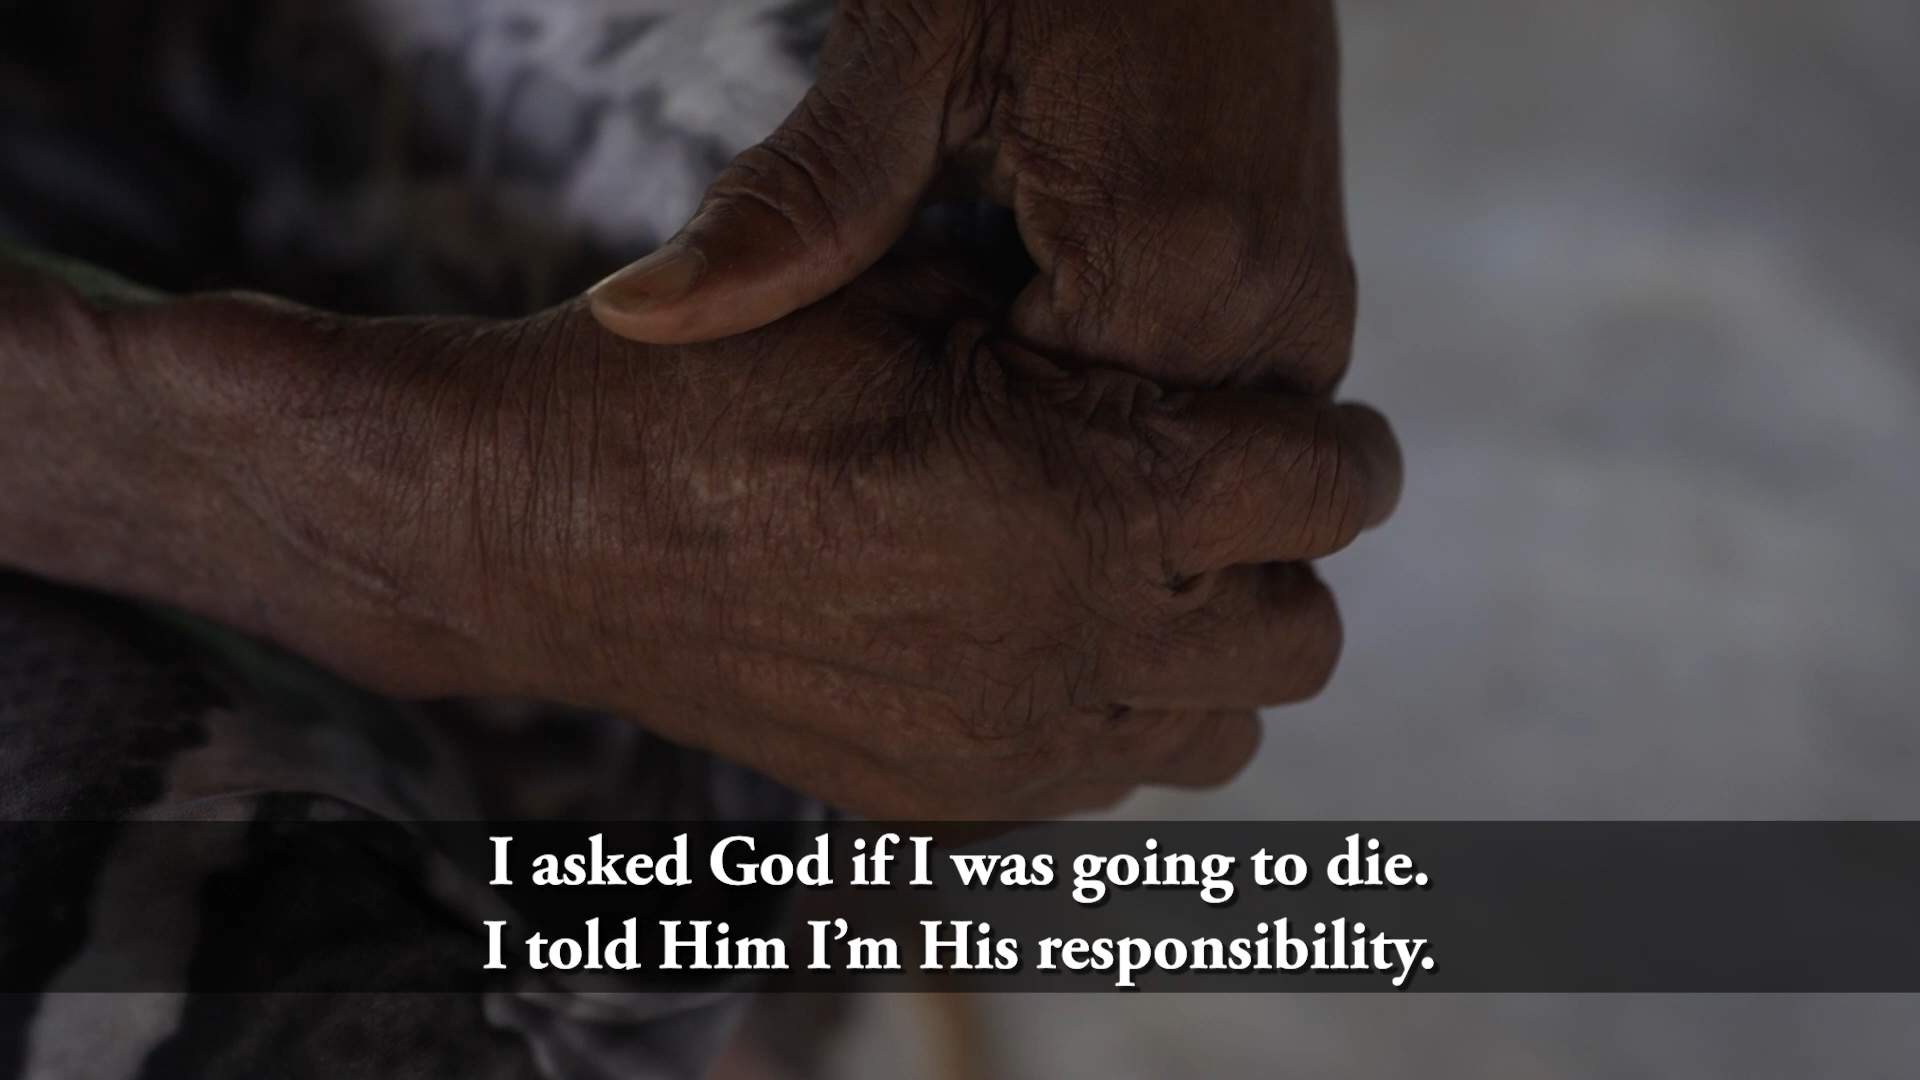 I asked God if I was going to die.
I told Him I’m His responsibility.